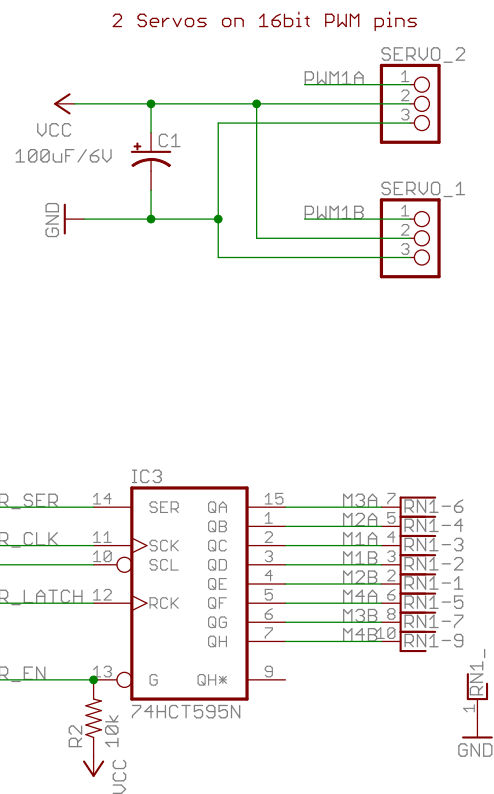 2 Servos on 16bit PWM pins
SERVO_2
PWM1A 1
2
3
VCC
100uF/6V
C1
+
GND
SERVO_1
PWM1B 1
2
3
IC3
R_SER 14 SER QA 15 M3A 7 RN1-6
QB 1 M2A 5 RN1-4
R_CLK 11 SCK QC 2 M1A 4 RN1-3
10 SCL QD 3 M1B 3 RN1-2
QE 4 M2B 2 RN1-1
R_LATCH 12 RCK QF 5 M4A 6 RN1-5
QG 6 M3B 8 RN1-7
QH 7 M4B 10 RN1-9
R_EN 13 G QH* 9
74HCT595N
R2
10k
VCC
RN1_
1
GND